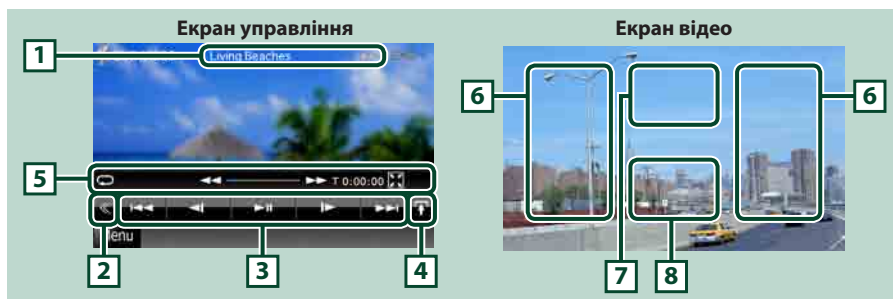 Екран управління
Екран відео
1
Living Beaches
6
6
5
T 0:00:00
Menu
2
3
4
7
8